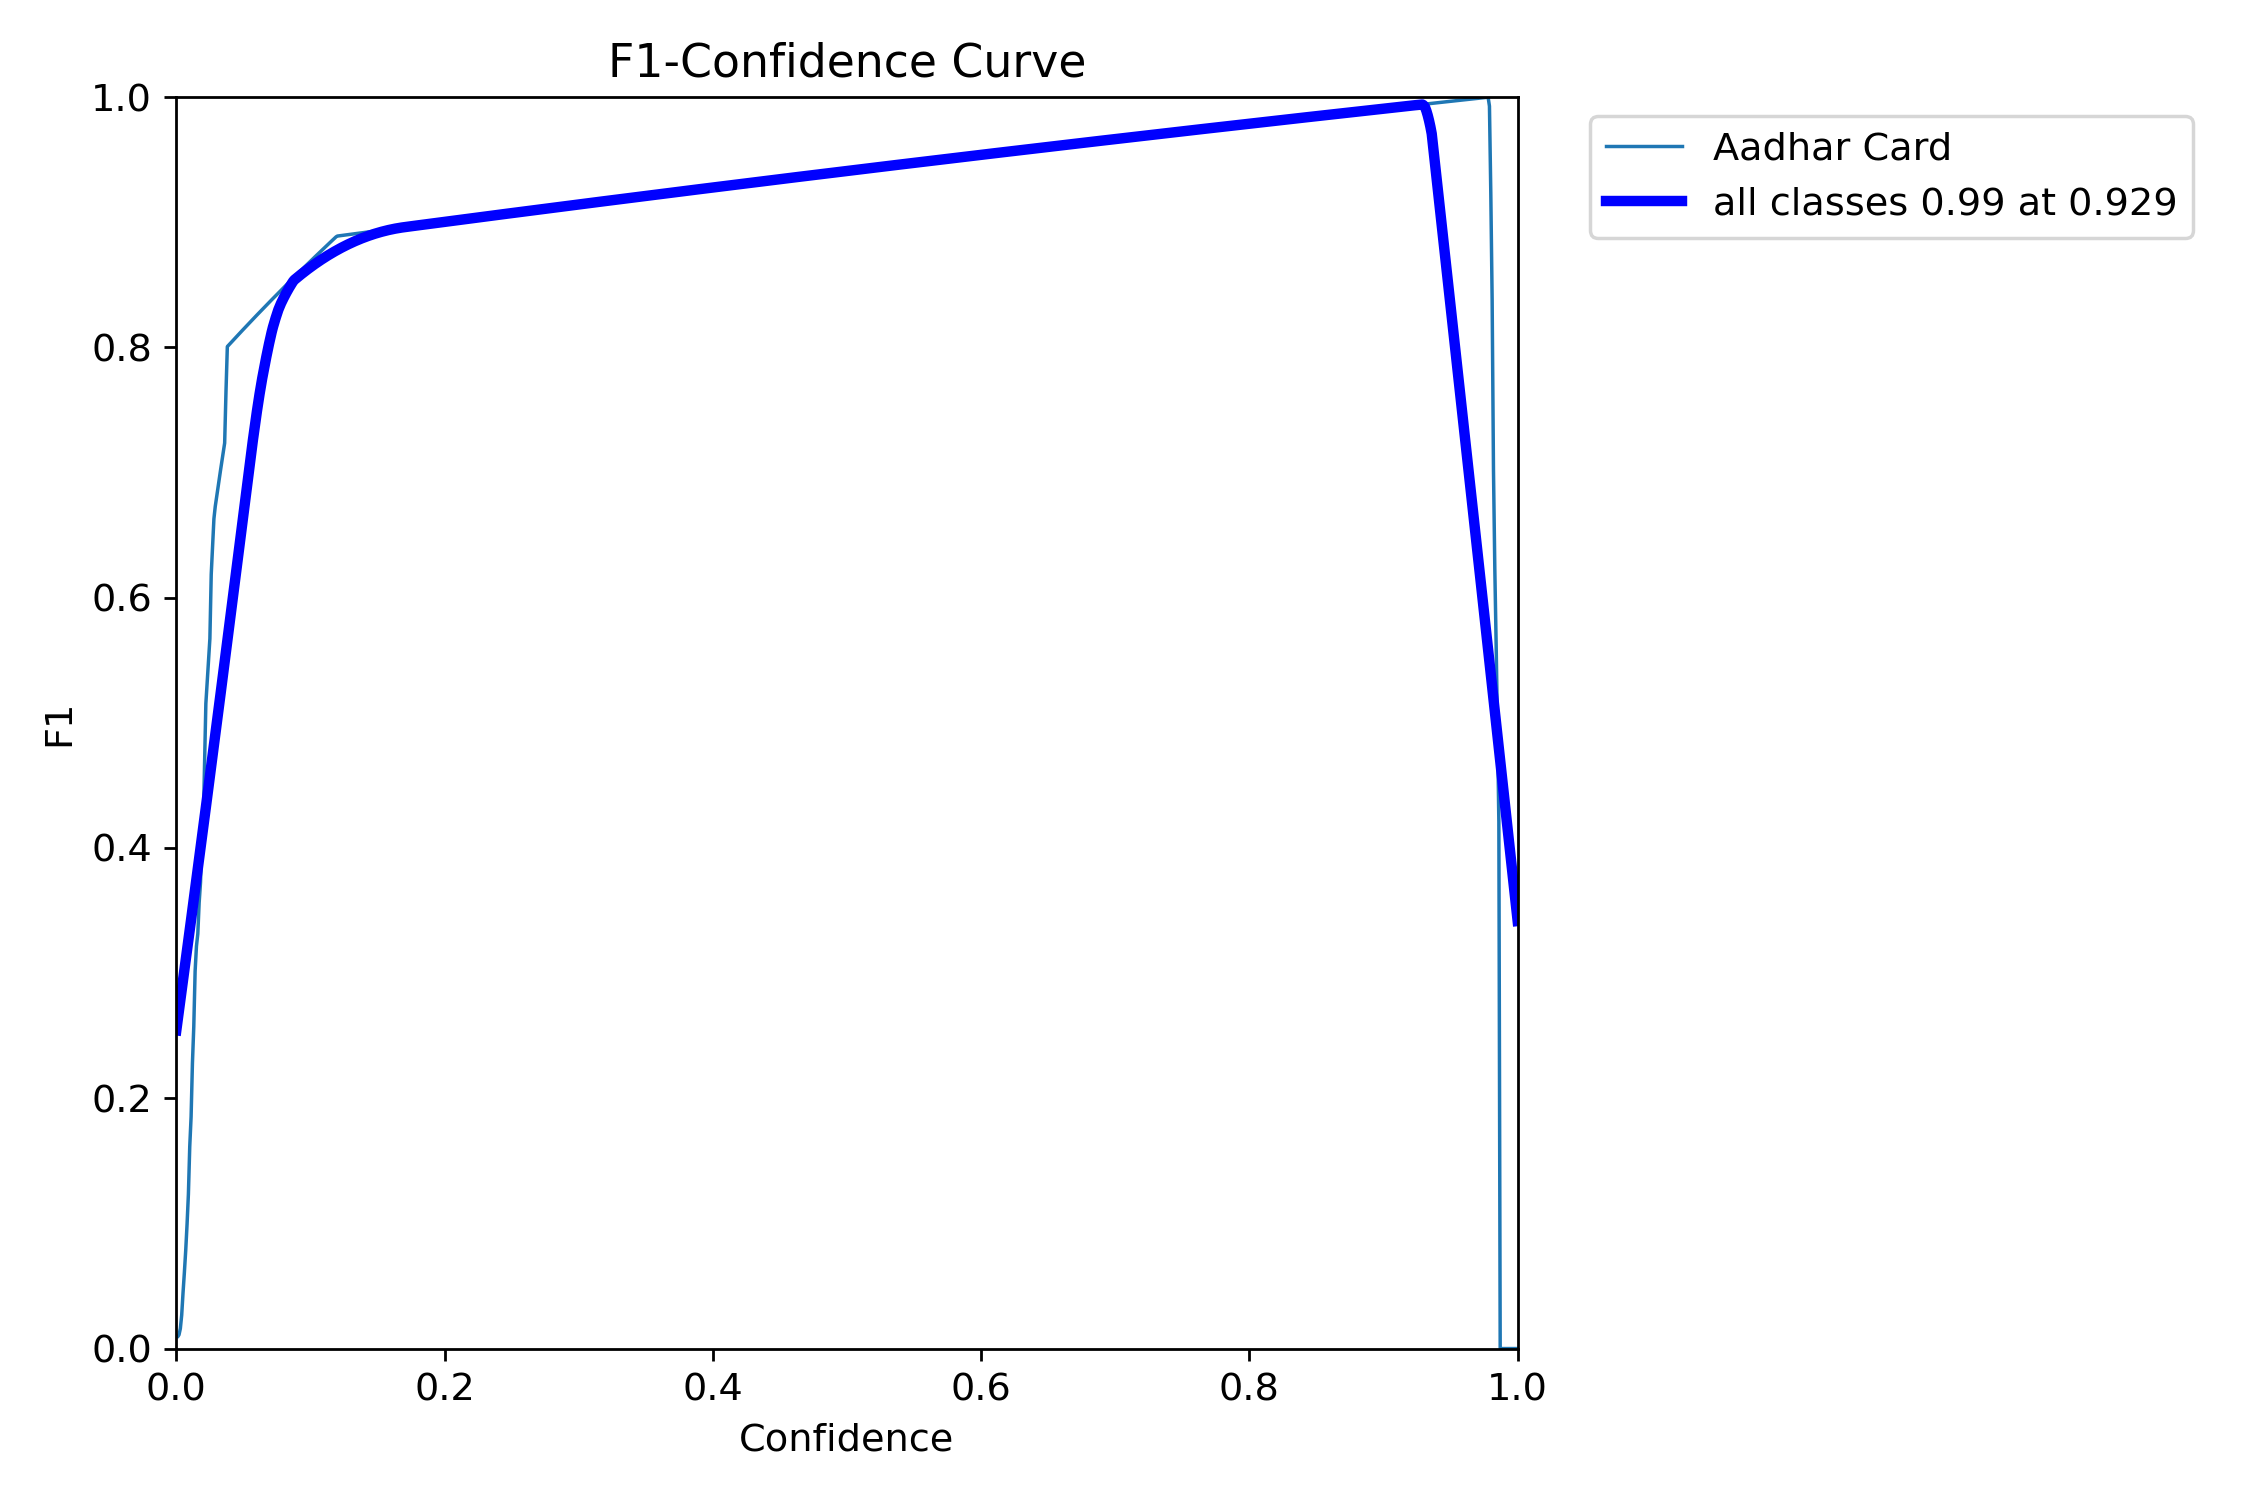 F1-Confidence Curve
1.0
0.8
0.6
0.4
0.2
0.0
F1
0.0 0.2 0.4 0.6 0.8 1.0
Confidence
Aadhar Card
all classes 0.99 at 0.929